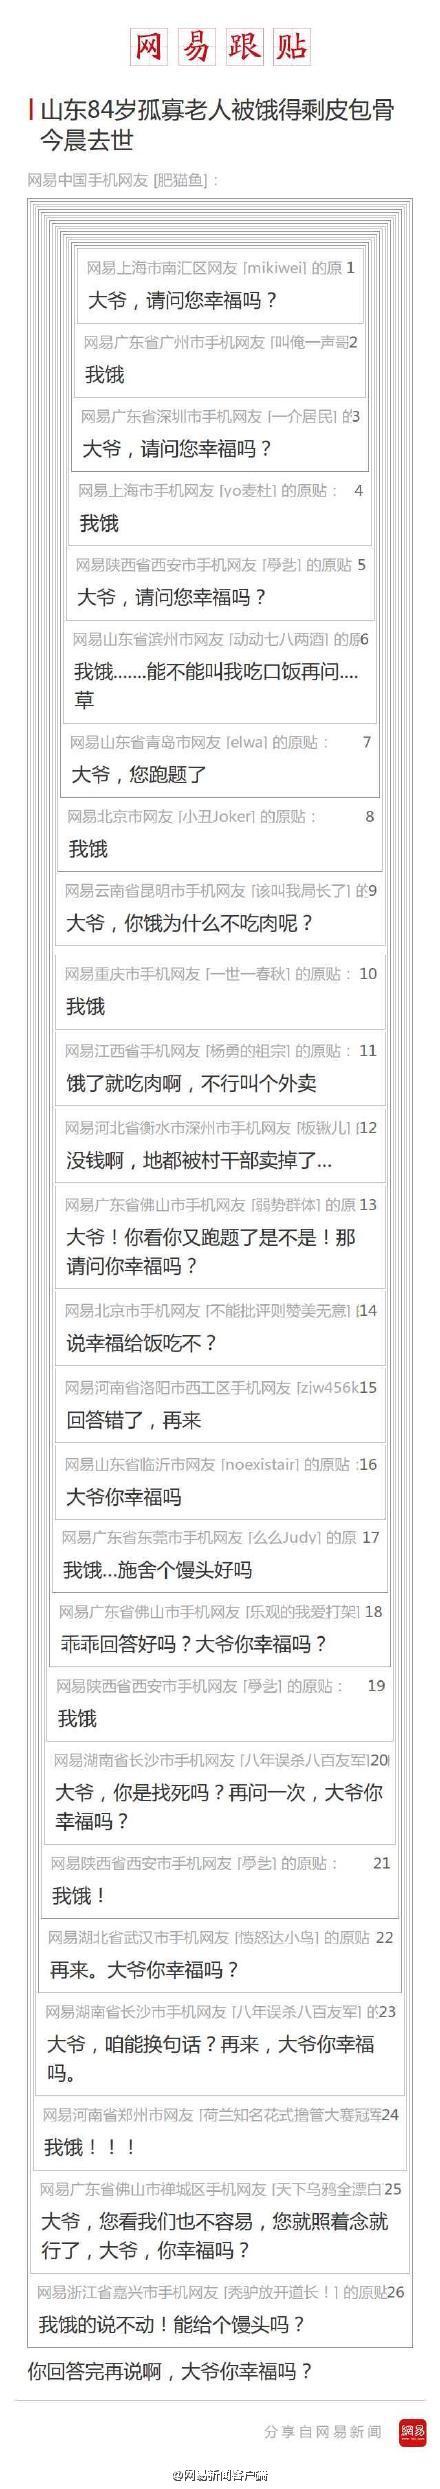 网易跟贴
山东84岁孤寡老人被饿得剩皮包骨
今晨去世
网易中国手机网友 [肥猫鱼]：
网易上海市南汇区网友 [mikiwei] 的原 1
大爷，请问您幸福吗？
网易广东省广州市手机网友 [叫俺一声哥2
我饿
网易广东省深圳市手机网友 [一介居民] 的3
大爷，请问您幸福吗？
网易上海市手机网友 [yo麦杜] 的原贴： 4
我饿
网易陕西省西安市手机网友 [學乫] 的原贴 5
大爷，请问您幸福吗？
网易山东省滨州市网友 [动动七八两酒] 的原6
我饿.......能不能叫我吃口饭再问....
草
网易山东省青岛市网友 [elwa] 的原贴： 7
大爷，您跑题了
网易北京市网友 [小丑Joker] 的原贴： 8
我饿
网易云南省昆明市手机网友 [该叫我局长了] 的9
大爷，你饿为什么不吃肉呢？
网易重庆市手机网友 [一世一春秋] 的原贴： 10
我饿
网易江西省手机网友 [杨勇的祖宗] 的原贴： 11
饿了就吃肉啊，不行叫个外卖
网易河北省衡水市深州市手机网友 [板锹儿] 12
没钱啊，地都被村干部卖掉了...
网易广东省佛山市手机网友 [弱势群体] 的原 13
大爷！你看你又跑题了是不是！那
请问你幸福吗？
网易北京市手机网友 [不能批评则赞美无意] 14
说幸福给饭吃不？
网易河南省洛阳市西工区手机网友 [zjw456k15
回答错了，再来
网易山东省临沂市网友 [noexistair] 的原贴：16
大爷你幸福吗
网易广东省东莞市手机网友 [么么Judy] 的原 17
我饿...施舍个馒头好吗
网易广东省佛山市手机网友 [乐观的我爱打架] 18
乖乖回答好吗？大爷你幸福吗？
网易陕西省西安市手机网友 [學乫] 的原贴： 19
我饿
网易湖南省长沙市手机网友 [八年误杀八百友军]20
大爷，你是找死吗？再问一次，大爷你
幸福吗？
网易陕西省西安市手机网友 [學乫] 的原贴： 21
我饿！
网易湖北省武汉市手机网友 [愤怒达小鸟] 的原贴 22
再来。大爷你幸福吗？
网易湖南省长沙市手机网友 [八年误杀八百友军] 的23
大爷，咱能换句话？再来，大爷你幸福
吗。
网易河南省郑州市网友 [荷兰知名花式撸管大赛冠军24
我饿！！！
网易广东省佛山市禅城区手机网友 [天下乌鸦全漂白 25
大爷，您看我们也不容易，您就照着念就
行了，大爷，你幸福吗？
网易浙江省嘉兴市手机网友 [秃驴放开道长！] 的原贴26
我饿的说不动！能给个馒头吗？
你回答完再说啊，大爷你幸福吗？
分享自网易新闻 網易
@网易新闻客户端